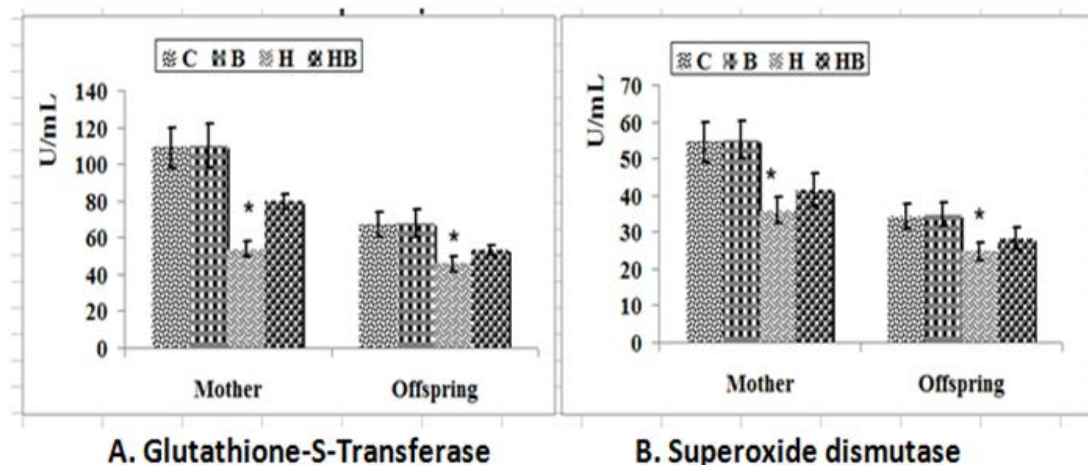 C B H HB
U/mL
140
120
100
80
60
40
20
0
*
*
Mother Offspring
A. Glutathione-S-Transferase
C B H HB
U/mL
70
60
50
40
30
20
10
0
*
*
Mother Offspring
B. Superoxide dismutase